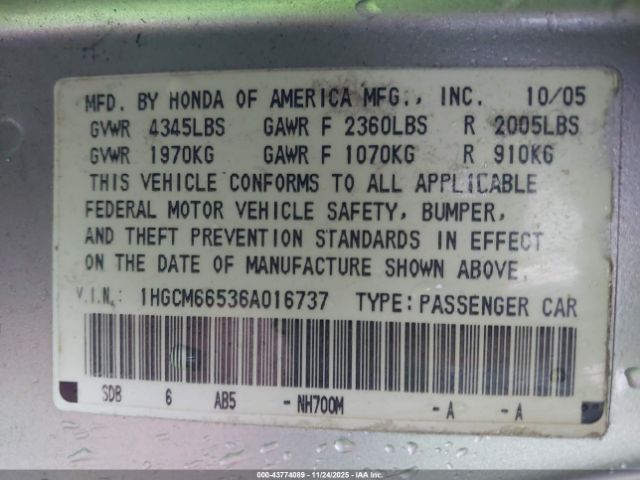 MFD. BY HONDA OF AMERICA MFG., INC. 10/05
GVWR 4345LBS GAWR F 2360LBS R 2005LBS
GVWR 1970KG GAWR F 1070KG R 910KG
THIS VEHICLE CONFORMS TO ALL APPLICABLE
FEDERAL MOTOR VEHICLE SAFETY, BUMPER,
AND THEFT PREVENTION STANDARDS IN EFFECT
ON THE DATE OF MANUFACTURE SHOWN ABOVE.
V.I.N. 1HGCM66536A016737 TYPE: PASSENGER CAR
SDB 6 AB5 - NH700M - A - A
000-43774089 | 11/24/2025 - IAAI.COM